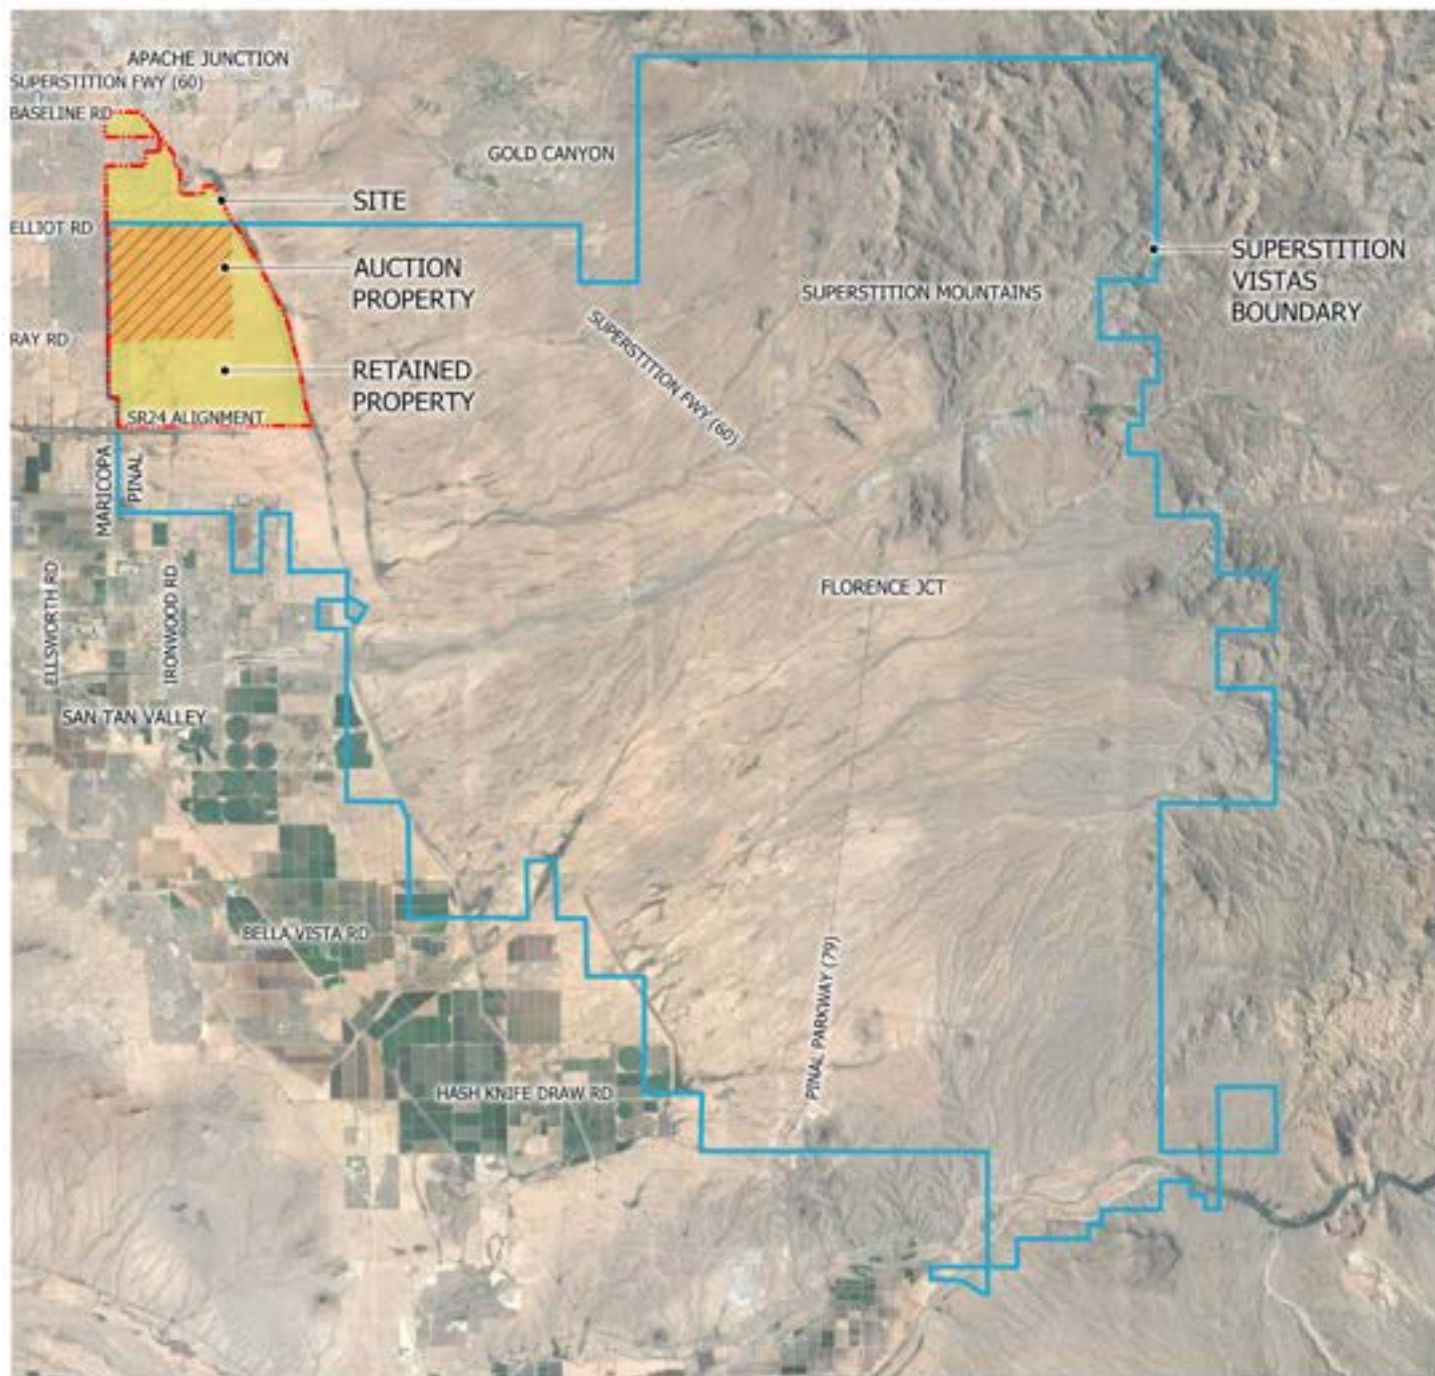 APACHE JUNCTION
SUPERSTITION FWY (60)
BASELINE RD
GOLD CANYON
SITE
ELLIOT RD
AUCTION
PROPERTY
SUPERSTITION
VISTAS
BOUNDARY
SUPERSTITION MOUNTAINS
RAY RD
SUPERSTITION FWY (60)
RETAINED
PROPERTY
SR24 ALIGNMENT
MARICOPA
PINAL
ELLSWORTH RD
IRONWOOD RD
FLORENCE JCT
SAN TAN VALLEY
BELLA VISTA RD
PINAL PARKWAY (79)
HASH KNIFE DRAW RD